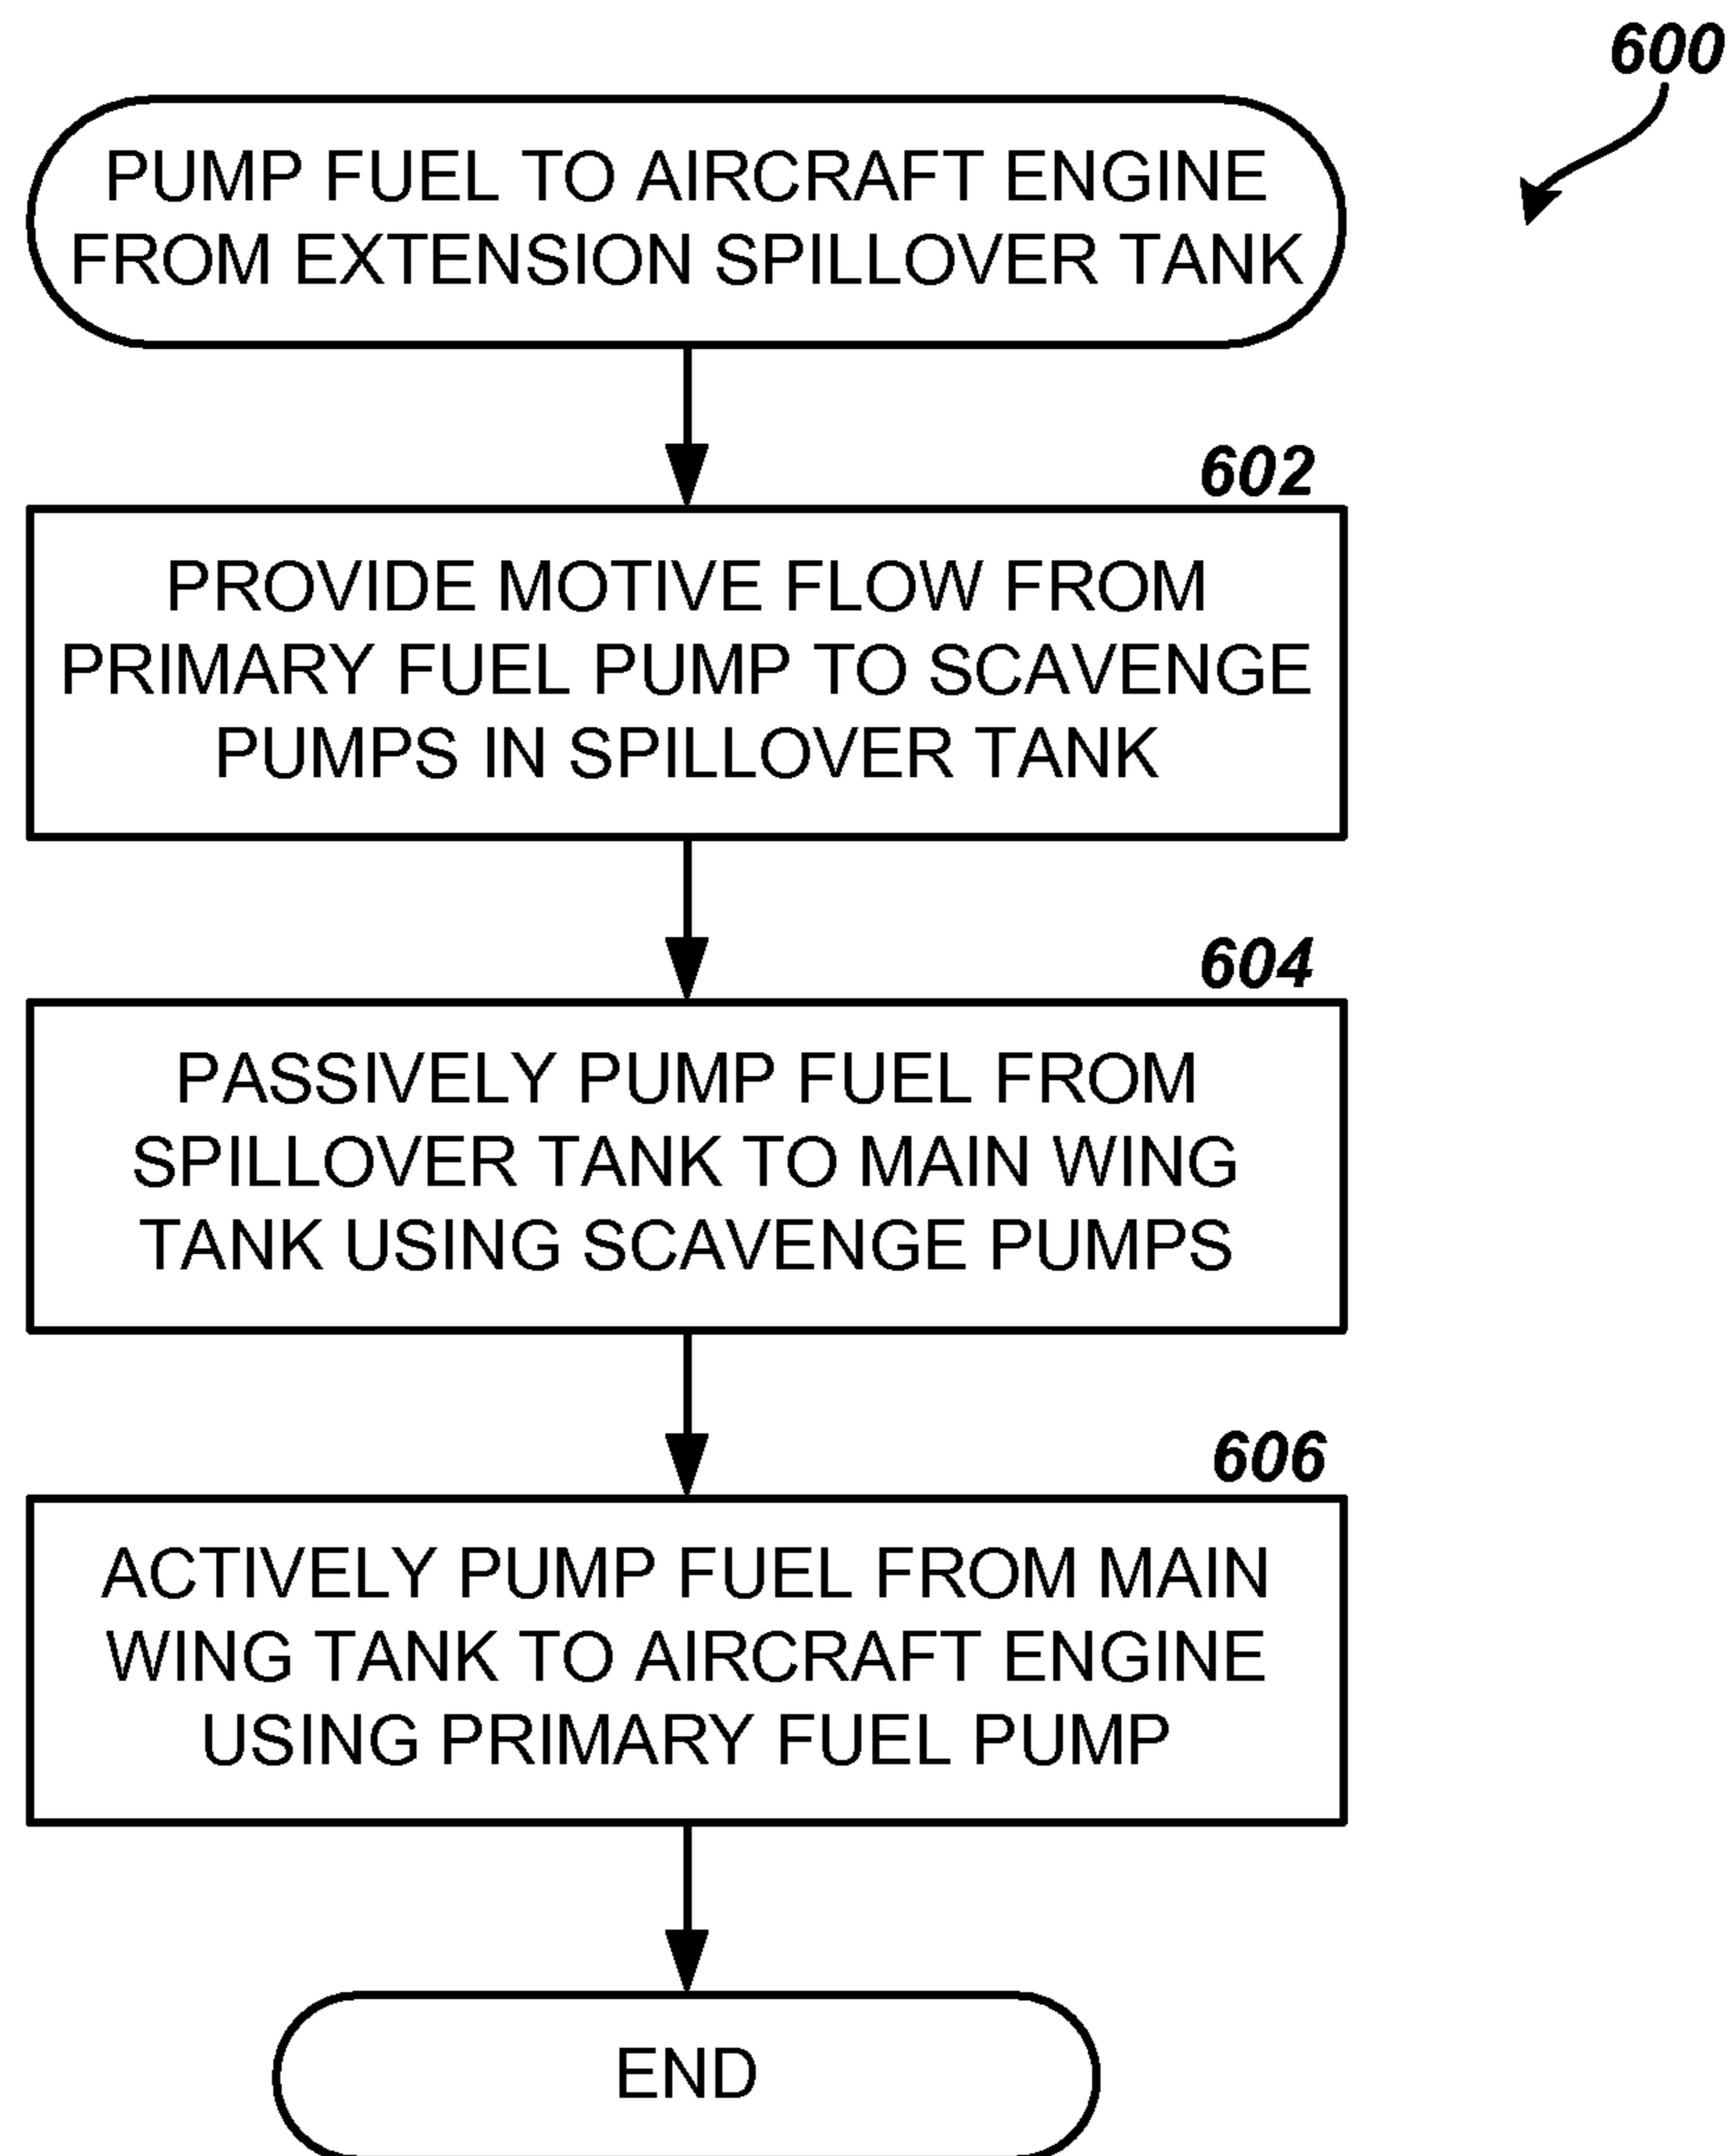 600
PUMP FUEL TO AIRCRAFT ENGINE
FROM EXTENSION SPILLOVER TANK
602
PROVIDE MOTIVE FLOW FROM
PRIMARY FUEL PUMP TO SCAVENGE
PUMPS IN SPILLOVER TANK
604
PASSIVELY PUMP FUEL FROM
SPILLOVER TANK TO MAIN WING
TANK USING SCAVENGE PUMPS
606
ACTIVELY PUMP FUEL FROM MAIN
WING TANK TO AIRCRAFT ENGINE
USING PRIMARY FUEL PUMP
END